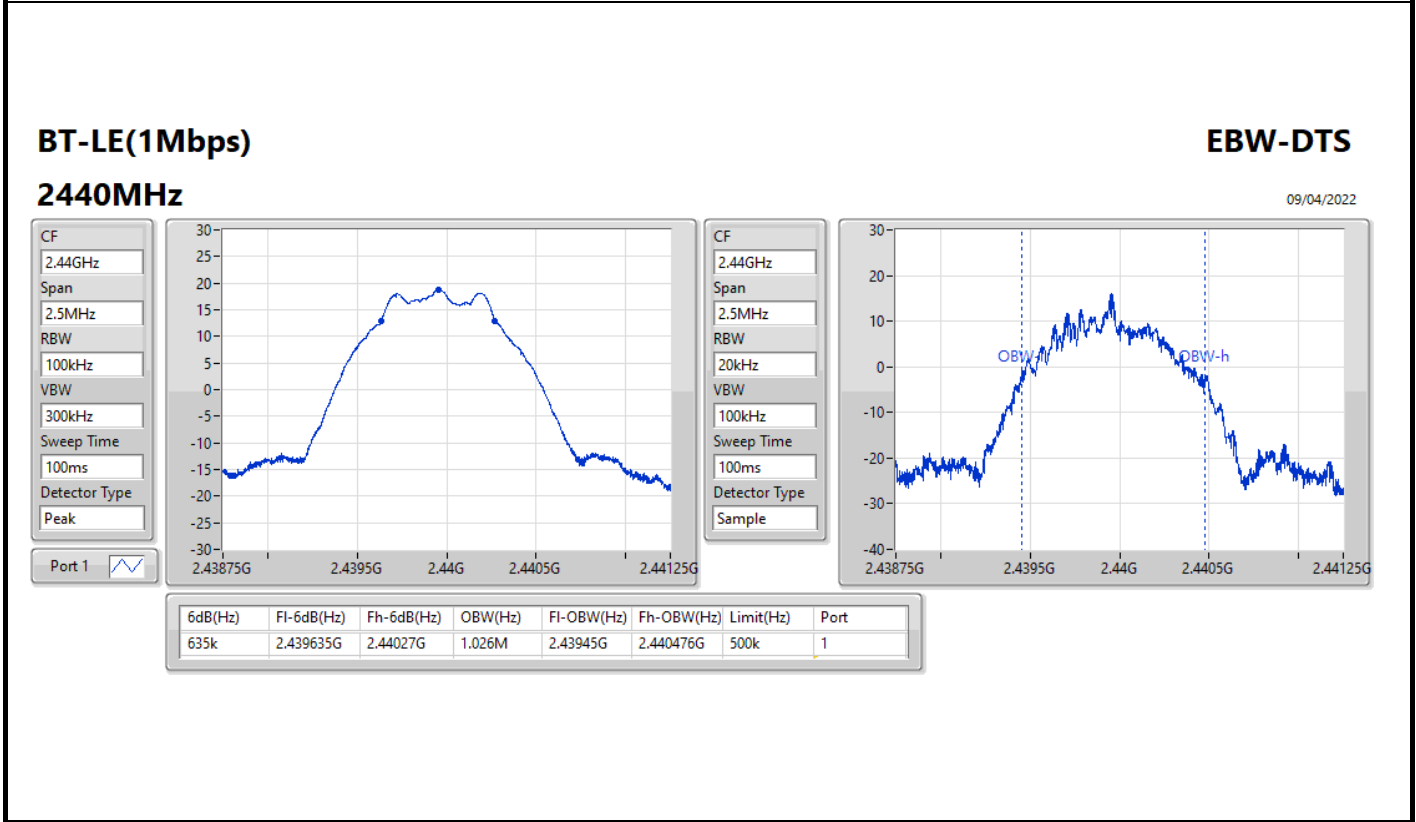 BT-LE(1Mbps)
EBW-DTS
2440MHz
09/04/2022
CF
2.44GHz
Span
2.5MHz
RBW
100kHz
VBW
300kHz
Sweep Time
100ms
Detector Type
Peak
Port 1
30
25
20
15
10
5
0
-5
-10
-15
-20
-25
-30
2.43875G 2.4395G 2.44G 2.4405G 2.44125G
CF
2.44GHz
Span
2.5MHz
RBW
20kHz
VBW
100kHz
Sweep Time
100ms
Detector Type
Sample
30
20
10
0
-10
-20
-30
-40
OBW-l OBW-h
2.43875G 2.4395G 2.44G 2.4405G 2.44125G
6dB(Hz) Fl-6dB(Hz) Fh-6dB(Hz) OBW(Hz) Fl-OBW(Hz) Fh-OBW(Hz) Limit(Hz) Port
635k 2.439635G 2.44027G 1.026M 2.43945G 2.440476G 500k 1